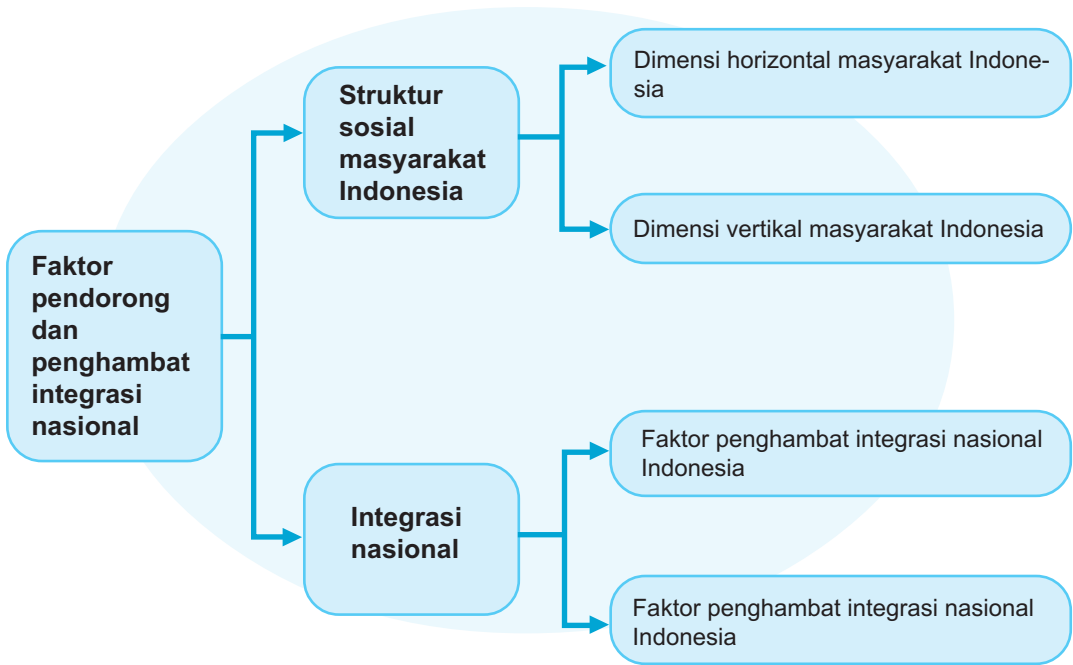 Faktor
pendorong
dan
penghambat
integrasi
nasional
Struktur
sosial
masyarakat
Indonesia
Dimensi horizontal masyarakat Indone-
sia
Dimensi vertikal masyarakat Indonesia
Integrasi
nasional
Faktor penghambat integrasi nasional
Indonesia
Faktor penghambat integrasi nasional
Indonesia